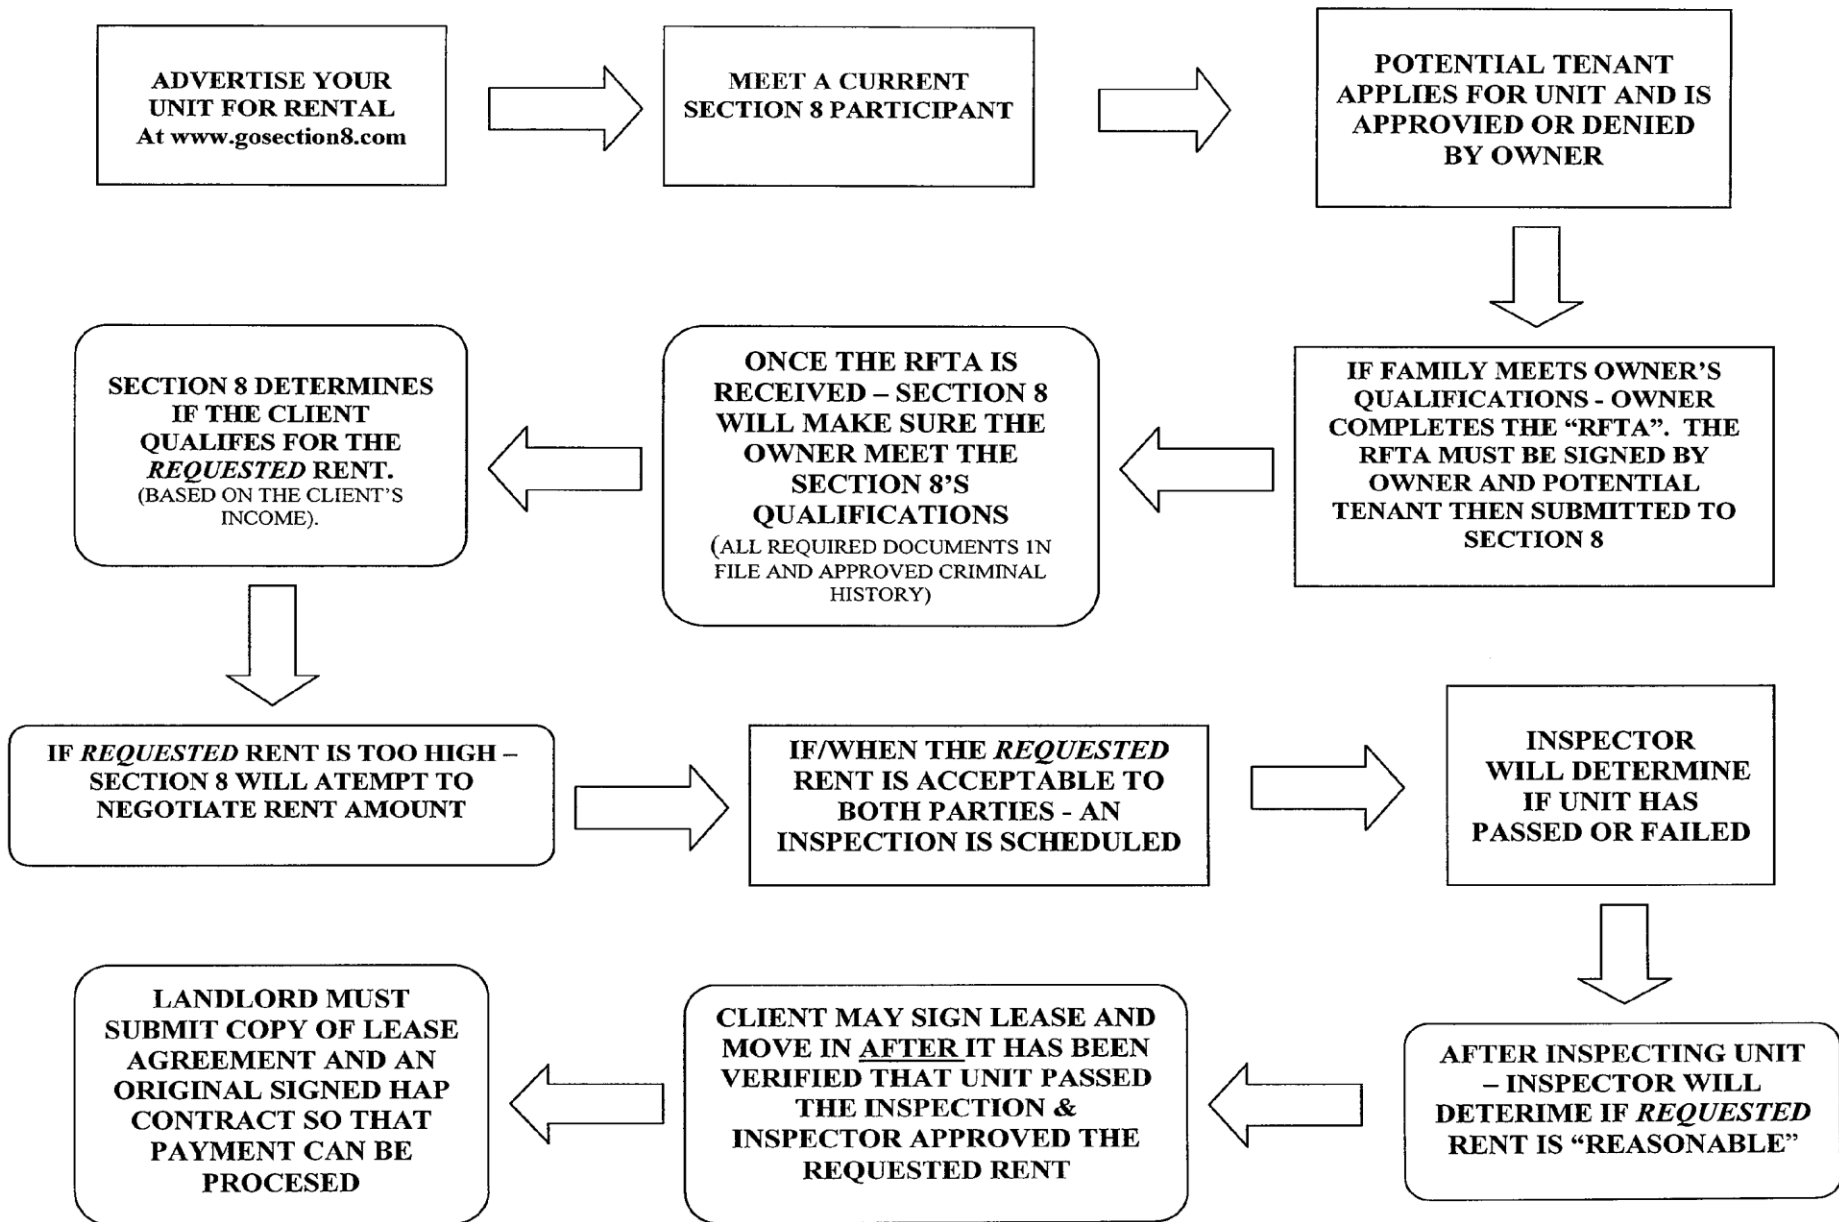 ADVERTISE YOUR
UNIT FOR RENTAL
At www.gosection8.com
MEET A CURRENT
SECTION 8 PARTICIPANT
POTENTIAL TENANT
APPLIES FOR UNIT AND IS
APPROVIED OR DENIED
BY OWNER
IF FAMILY MEETS OWNER’S
QUALIFICATIONS - OWNER
COMPLETES THE “RFTA”. THE
RFTA MUST BE SIGNED BY
OWNER AND POTENTIAL
TENANT THEN SUBMITTED TO
SECTION 8
ONCE THE RFTA IS
RECEIVED – SECTION 8
WILL MAKE SURE THE
OWNER MEET THE
SECTION 8’S
QUALIFICATIONS
(ALL REQUIRED DOCUMENTS IN
FILE AND APPROVED CRIMINAL
HISTORY)
SECTION 8 DETERMINES
IF THE CLIENT
QUALIFES FOR THE
REQUESTED RENT.
(BASED ON THE CLIENT’S
INCOME).
IF REQUESTED RENT IS TOO HIGH –
SECTION 8 WILL ATEMPT TO
NEGOTIATE RENT AMOUNT
IF/WHEN THE REQUESTED
RENT IS ACCEPTABLE TO
BOTH PARTIES - AN
INSPECTION IS SCHEDULED
INSPECTOR
WILL DETERMINE
IF UNIT HAS
PASSED OR FAILED
AFTER INSPECTING UNIT
– INSPECTOR WILL
DETERIME IF REQUESTED
RENT IS “REASONABLE”
CLIENT MAY SIGN LEASE AND
MOVE IN AFTER IT HAS BEEN
VERIFIED THAT UNIT PASSED
THE INSPECTION &
INSPECTOR APPROVED THE
REQUESTED RENT
LANDLORD MUST
SUBMIT COPY OF LEASE
AGREEMENT AND AN
ORIGINAL SIGNED HAP
CONTRACT SO THAT
PAYMENT CAN BE
PROCESED